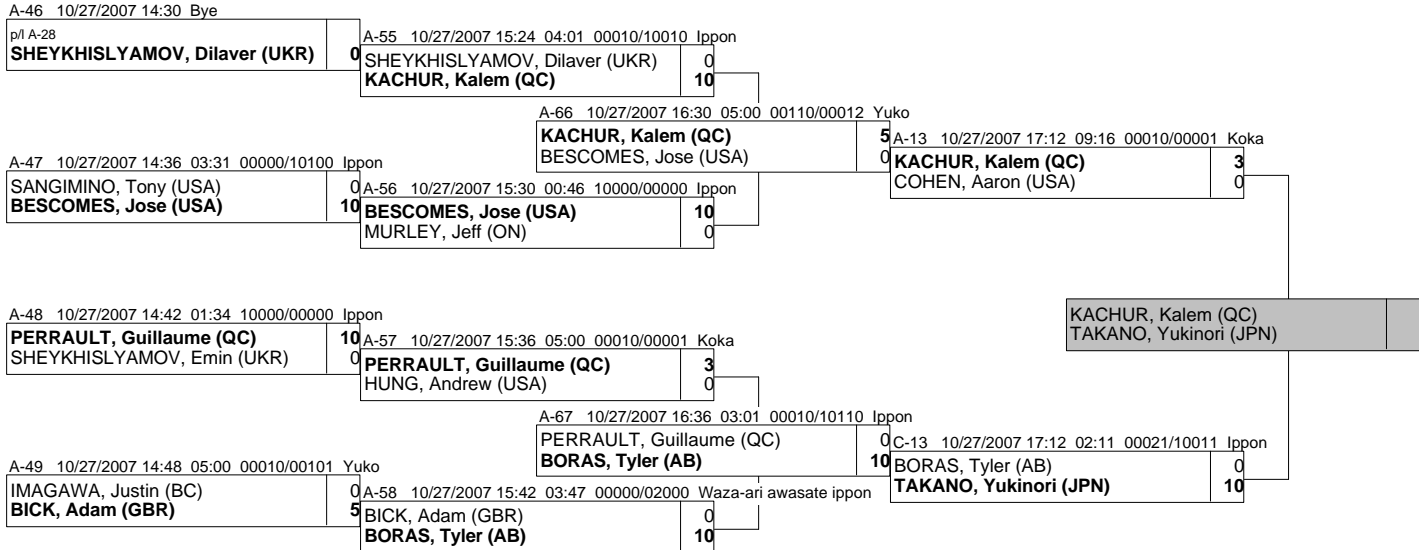 A-46 10/27/2007 14:30 Bye
p/l A-28
SHEYKHISLYAMOV, Dilaver (UKR) 0
A-55 10/27/2007 15:24 04:01 00010/10010 Ippon
SHEYKHISLYAMOV, Dilaver (UKR) 0
KACHUR, Kalem (QC) 10
A-66 10/27/2007 16:30 05:00 00110/00012 Yuko
KACHUR, Kalem (QC) 5
BESCOMES, Jose (USA) 0
A-13 10/27/2007 17:12 09:16 00010/00001 Koka
KACHUR, Kalem (QC) 3
COHEN, Aaron (USA) 0
A-47 10/27/2007 14:36 03:31 00000/10100 Ippon
SANGIMINO, Tony (USA) 0
BESCOMES, Jose (USA) 10
A-56 10/27/2007 15:30 00:46 10000/00000 Ippon
BESCOMES, Jose (USA) 10
MURLEY, Jeff (ON) 0
KACHUR, Kalem (QC)
TAKANO, Yukinori (JPN)
A-48 10/27/2007 14:42 01:34 10000/00000 Ippon
PERRAULT, Guillaume (QC) 10
SHEYKHISLYAMOV, Emin (UKR) 0
A-57 10/27/2007 15:36 05:00 00010/00001 Koka
PERRAULT, Guillaume (QC) 3
HUNG, Andrew (USA) 0
A-67 10/27/2007 16:36 03:01 00010/10110 Ippon
PERRAULT, Guillaume (QC) 0
BORAS, Tyler (AB) 10
C-13 10/27/2007 17:12 02:11 00021/10011 Ippon
BORAS, Tyler (AB) 0
TAKANO, Yukinori (JPN) 10
A-49 10/27/2007 14:48 05:00 00010/00101 Yuko
IMAGAWA, Justin (BC) 0
BICK, Adam (GBR) 5
A-58 10/27/2007 15:42 03:47 00000/02000 Waza-ari awasate ippon
BICK, Adam (GBR) 0
BORAS, Tyler (AB) 10